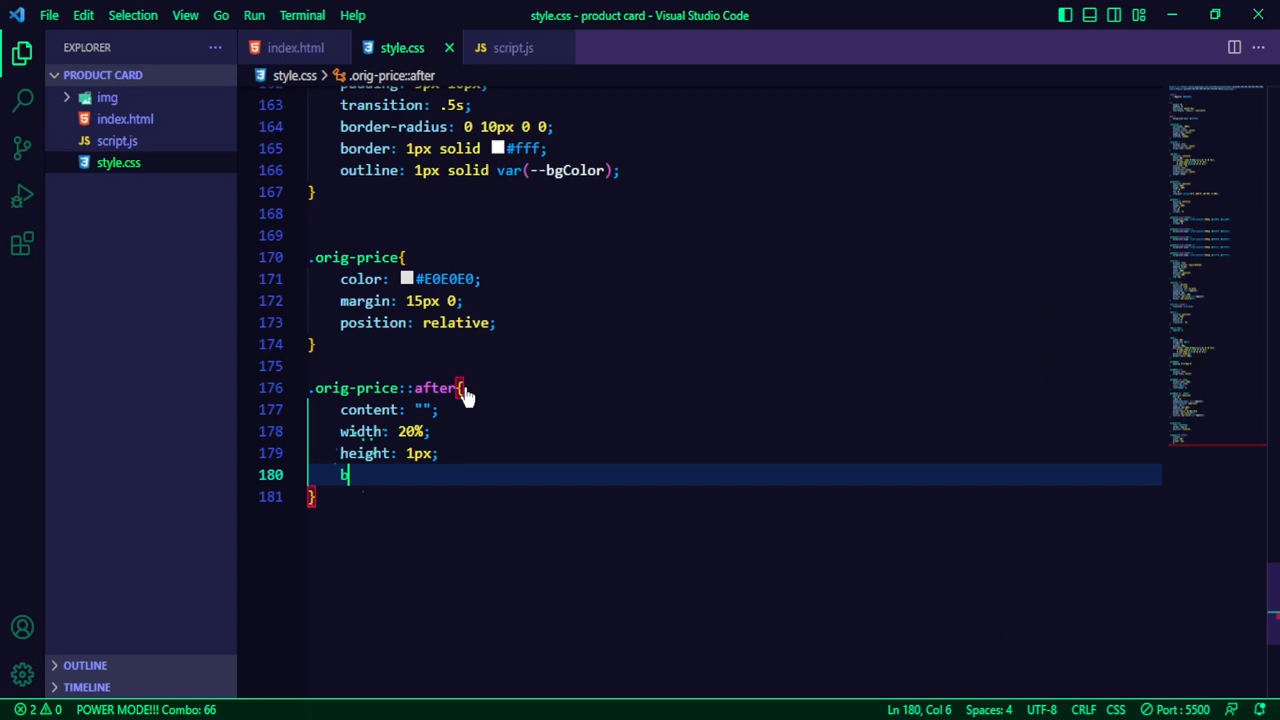 File Edit Selection View Go Run Terminal Help
style.css - product card - Visual Studio Code
EXPLORER
index.html
style.css
JS script.js
PRODUCT CARD
style.css > .orig-price::after
img
index.html
JS script.js
style.css
163 transition: .5s;
164 border-radius: 0 10px 0 0;
165 border: 1px solid #fff;
166 outline: 1px solid var(--bgColor);
167 }
168
169
170 .orig-price{
171 color: #E0E0E0;
172 margin: 15px 0;
173 position: relative;
174 }
175
176 .orig-price::after{
177 content: "";
178 width: 20%;
179 height: 1px;
180 b
181 }
OUTLINE
TIMELINE
2 0 POWER MODE!!! Combo: 66
Ln 180, Col 6 Spaces: 4 UTF-8 CRLF CSS Port : 5500